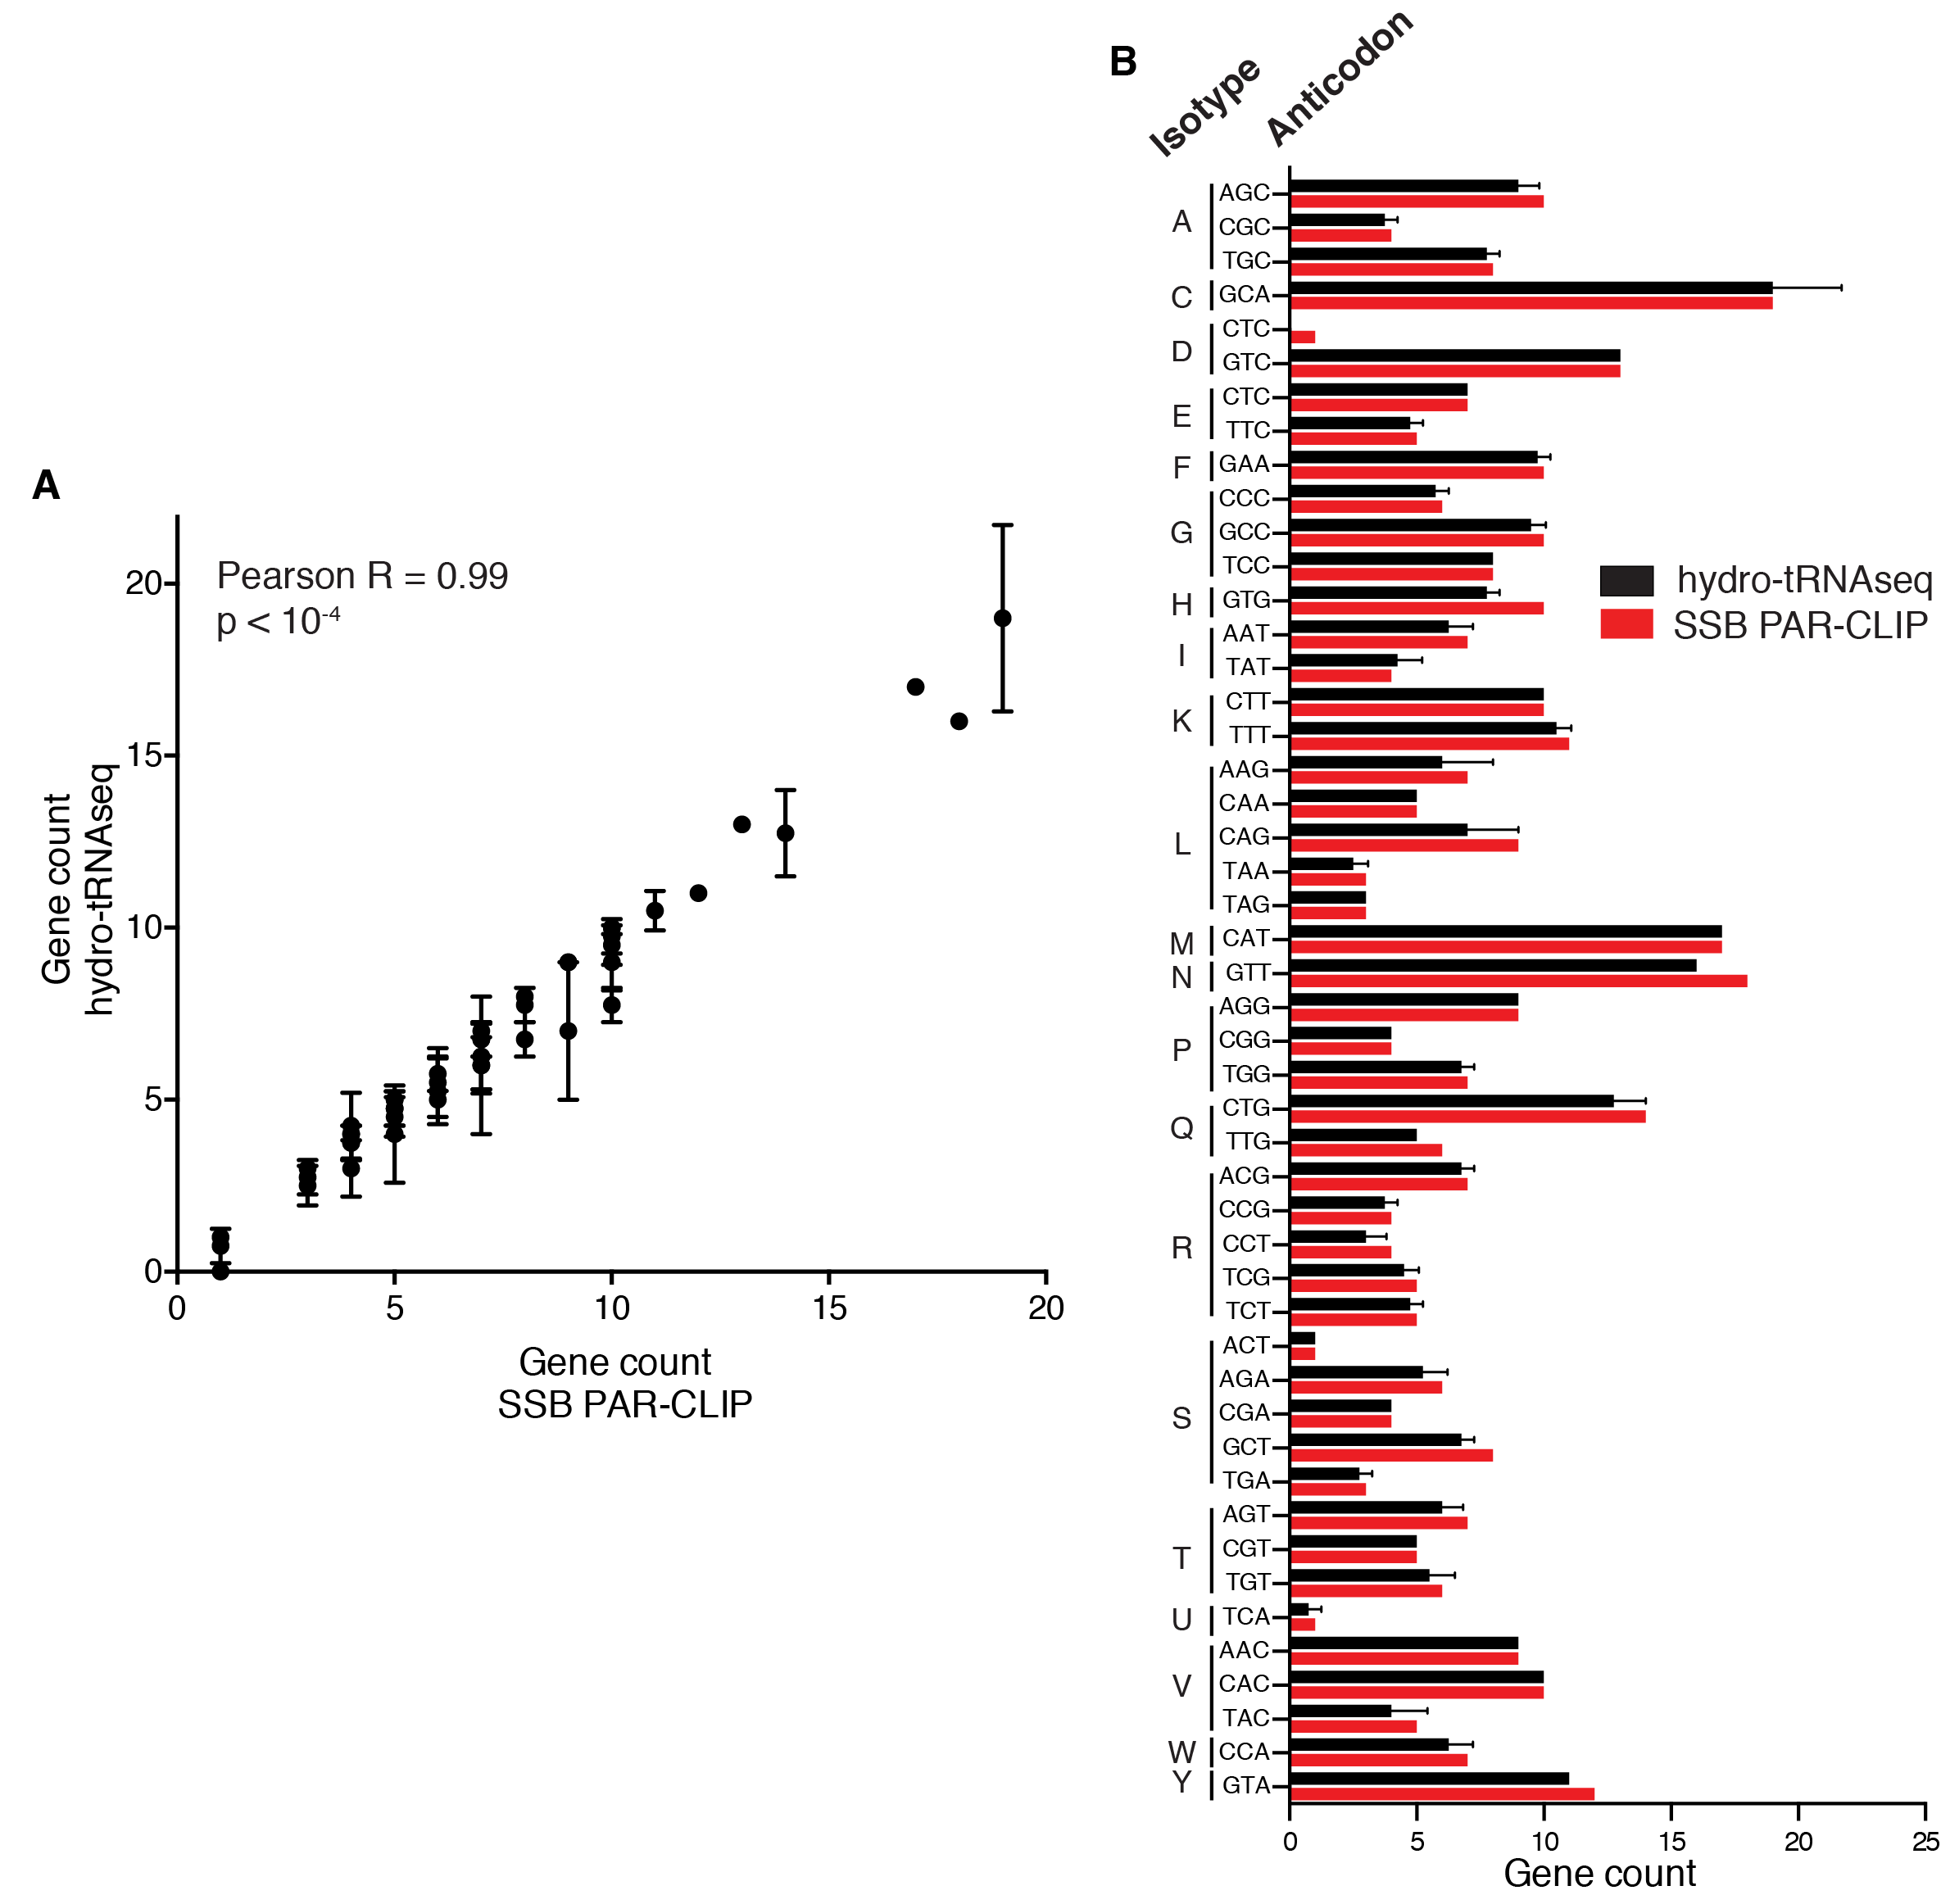 A
Pearson R = 0.99
p < 10-4
20
15
10
5
0
Gene count
hydro-tRNAseq
0 5 10 15 20
Gene count
SSB PAR-CLIP
B
Isotype Anticodon
A
AGC
CGC
TGC
C
GCA
D
CTC
GTC
E
CTC
TTC
F
GAA
G
CCC
GCC
TCC
H
GTG
I
AAT
TAT
K
CTT
TTT
L
AAG
CAA
CAG
TAA
TAG
M
CAT
N
GTT
P
AGG
CGG
TGG
Q
CTG
TTG
R
ACG
CCG
CCT
TCG
TCT
S
ACT
AGA
CGA
GCT
TGA
T
AGT
CGT
TGT
U
TCA
V
AAC
CAC
TAC
W
CCA
Y
GTA
hydro-tRNAseq
SSB PAR-CLIP
0 5 10 15 20 25
Gene count